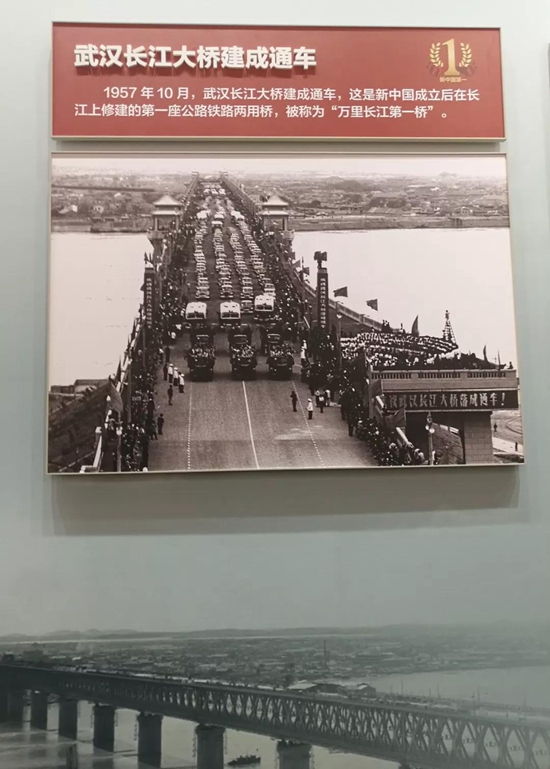 武汉长江大桥建成通车
1
新中国第一
1957 年 10 月，武汉长江大桥建成通车，这是新中国成立后在长
江上修建的第一座公路铁路两用桥，被称为“万里长江第一桥”。
武汉长江大桥落成通车！